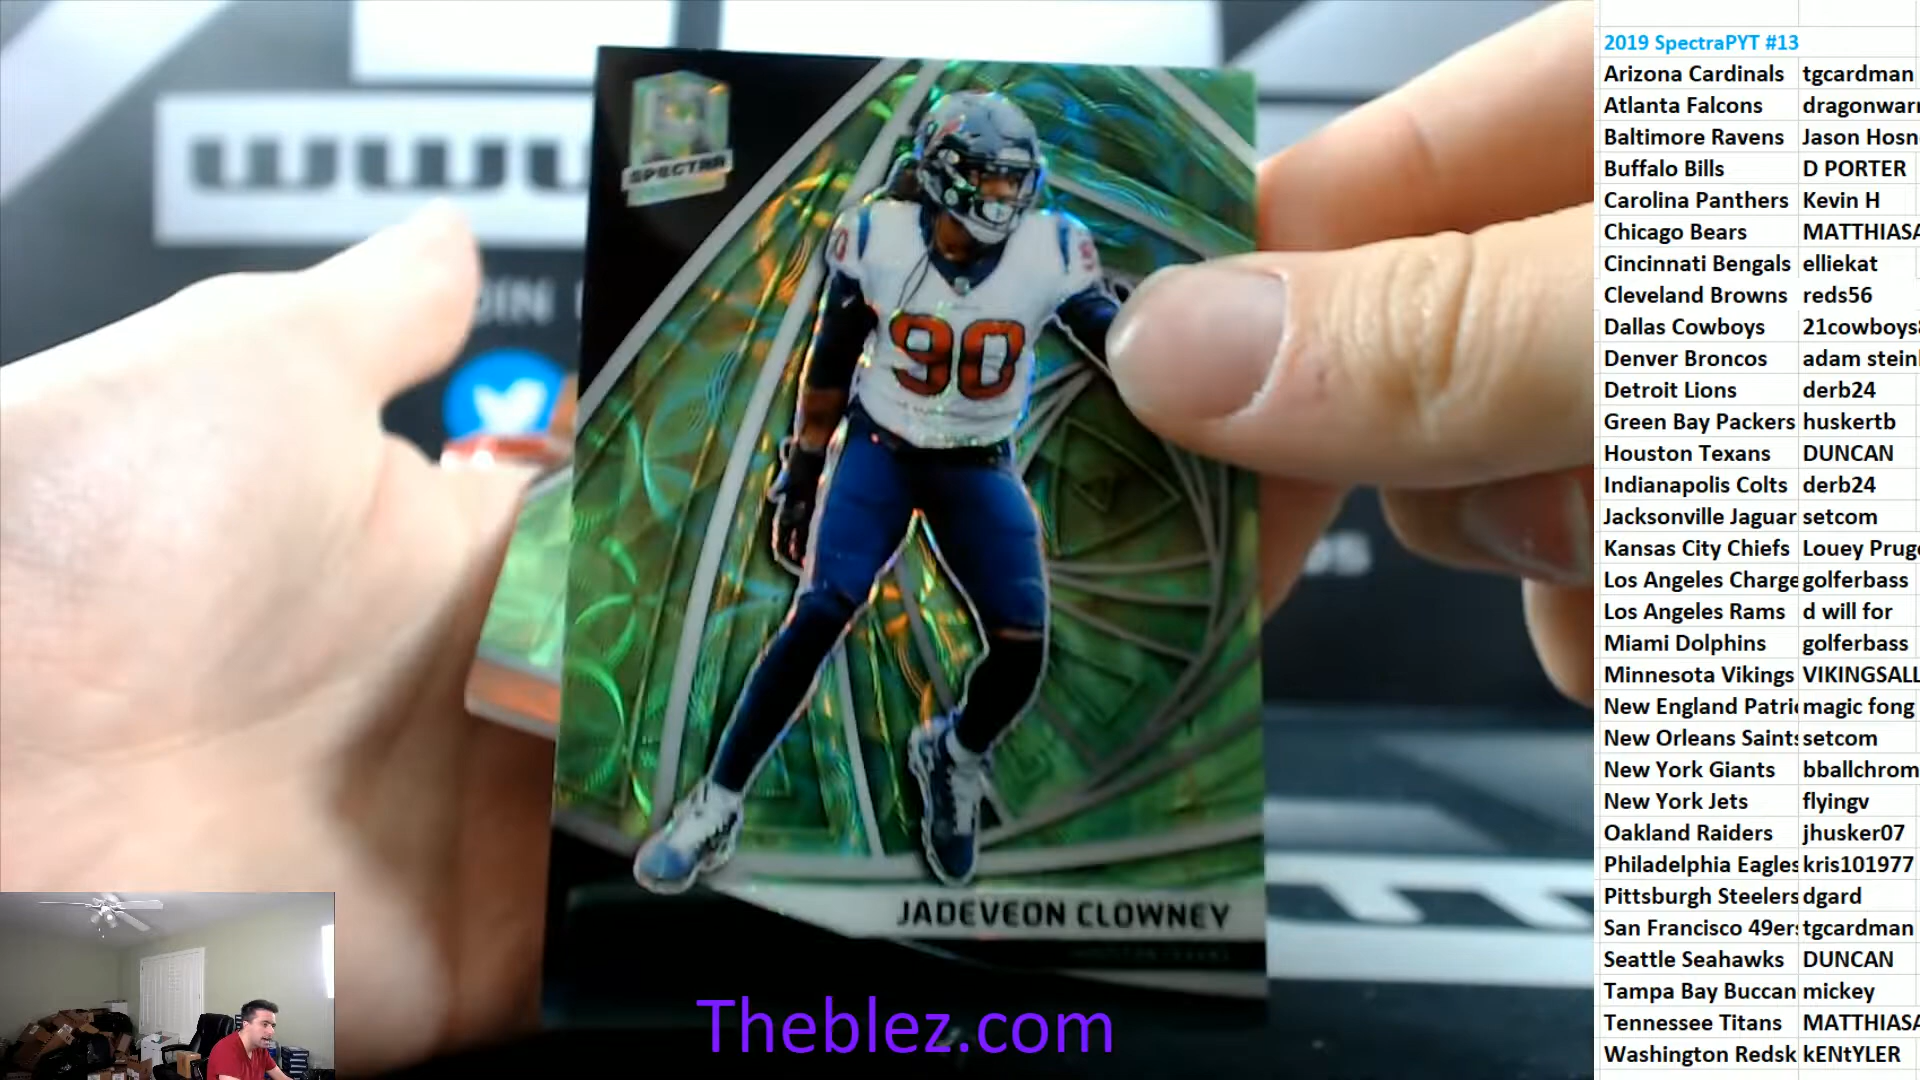 SPECTRA
90
JADEVEON CLOWNEY
Theblez.com
2019 SpectraPYT #13
Arizona Cardinals tgcardman
Atlanta Falcons dragonwarr
Baltimore Ravens Jason Hosn
Buffalo Bills D PORTER
Carolina Panthers Kevin H
Chicago Bears MATTHIASA
Cincinnati Bengals elliekat
Cleveland Browns reds56
Dallas Cowboys 21cowboys8
Denver Broncos adam stein
Detroit Lions derb24
Green Bay Packers huskertb
Houston Texans DUNCAN
Indianapolis Colts derb24
Jacksonville Jaguar setcom
Kansas City Chiefs Louey Pruge
Los Angeles Charge golferbass
Los Angeles Rams d will for
Miami Dolphins golferbass
Minnesota Vikings VIKINGSALL
New England Patri magic fong
New Orleans Saints setcom
New York Giants bballchrom
New York Jets flyingv
Oakland Raiders jhusker07
Philadelphia Eagles kris101977
Pittsburgh Steelers dgard
San Francisco 49ers tgcardman
Seattle Seahawks DUNCAN
Tampa Bay Buccan mickey
Tennessee Titans MATTHIASA
Washington Redsk kENtYLER